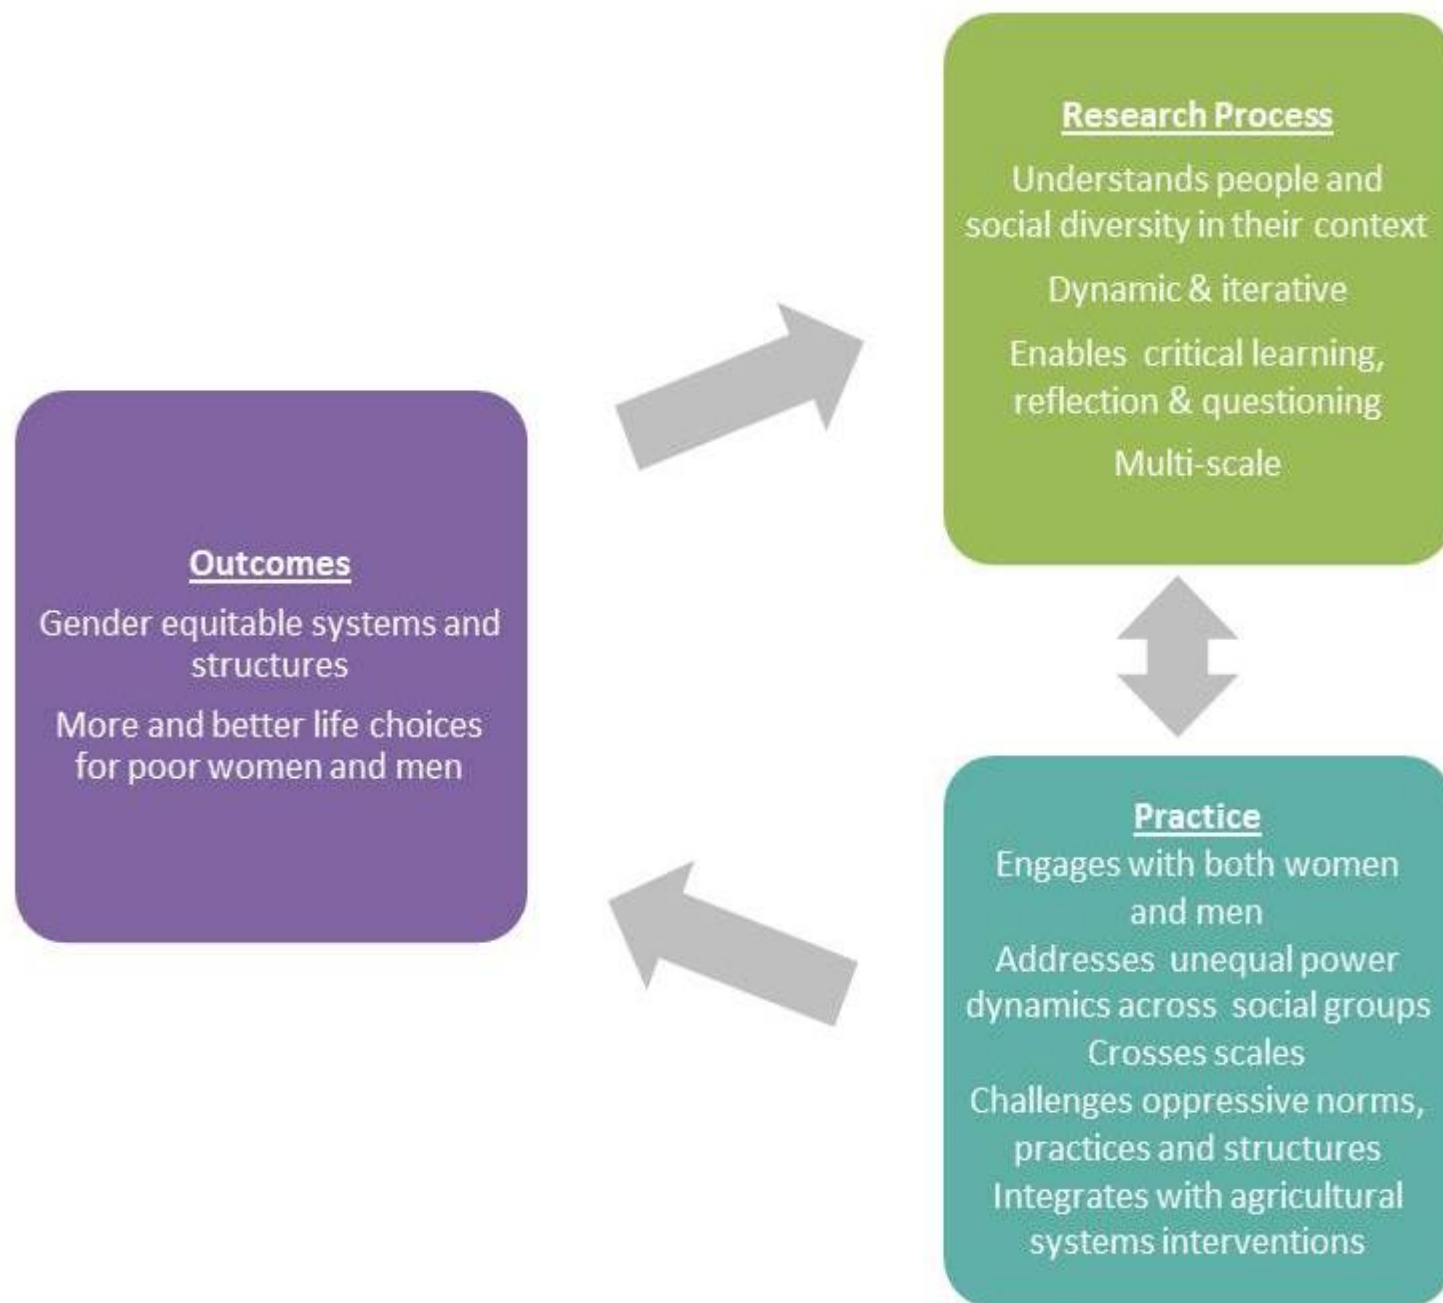 Research Process
Understands people and
social diversity in their context
Dynamic & iterative
Enables critical learning,
reflection & questioning
Multi-scale
Outcomes
Gender equitable systems and
structures
More and better life choices
for poor women and men
Practice
Engages with both women
and men
Addresses unequal power
dynamics across social groups
Crosses scales
Challenges oppressive norms,
practices and structures
Integrates with agricultural
systems interventions